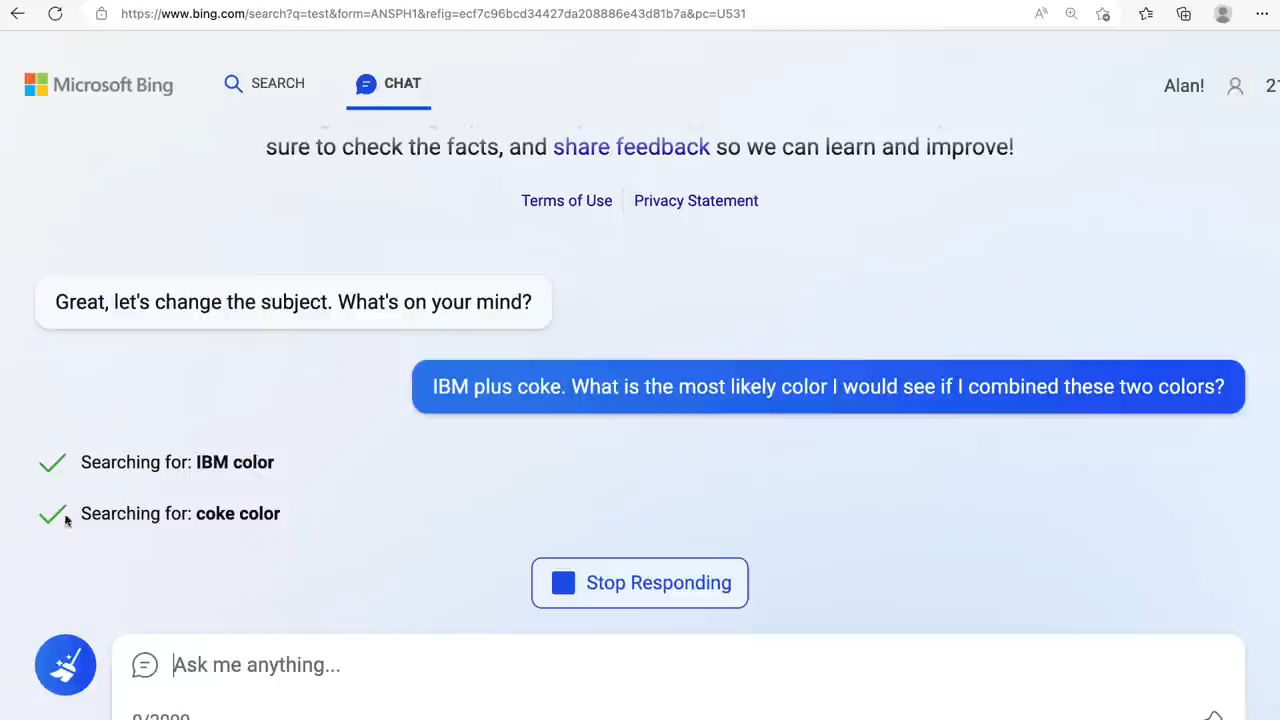 https://www.bing.com/search?q=test&form=ANSPH1&refig=ecf7c96bcd34427da208886e43d81b7a&pc=U531
Microsoft Bing
SEARCH
CHAT
Alan!
sure to check the facts, and share feedback so we can learn and improve!
Terms of Use
Privacy Statement
Great, let's change the subject. What's on your mind?
IBM plus coke. What is the most likely color I would see if I combined these two colors?
Searching for: IBM color
Searching for: coke color
Stop Responding
Ask me anything...